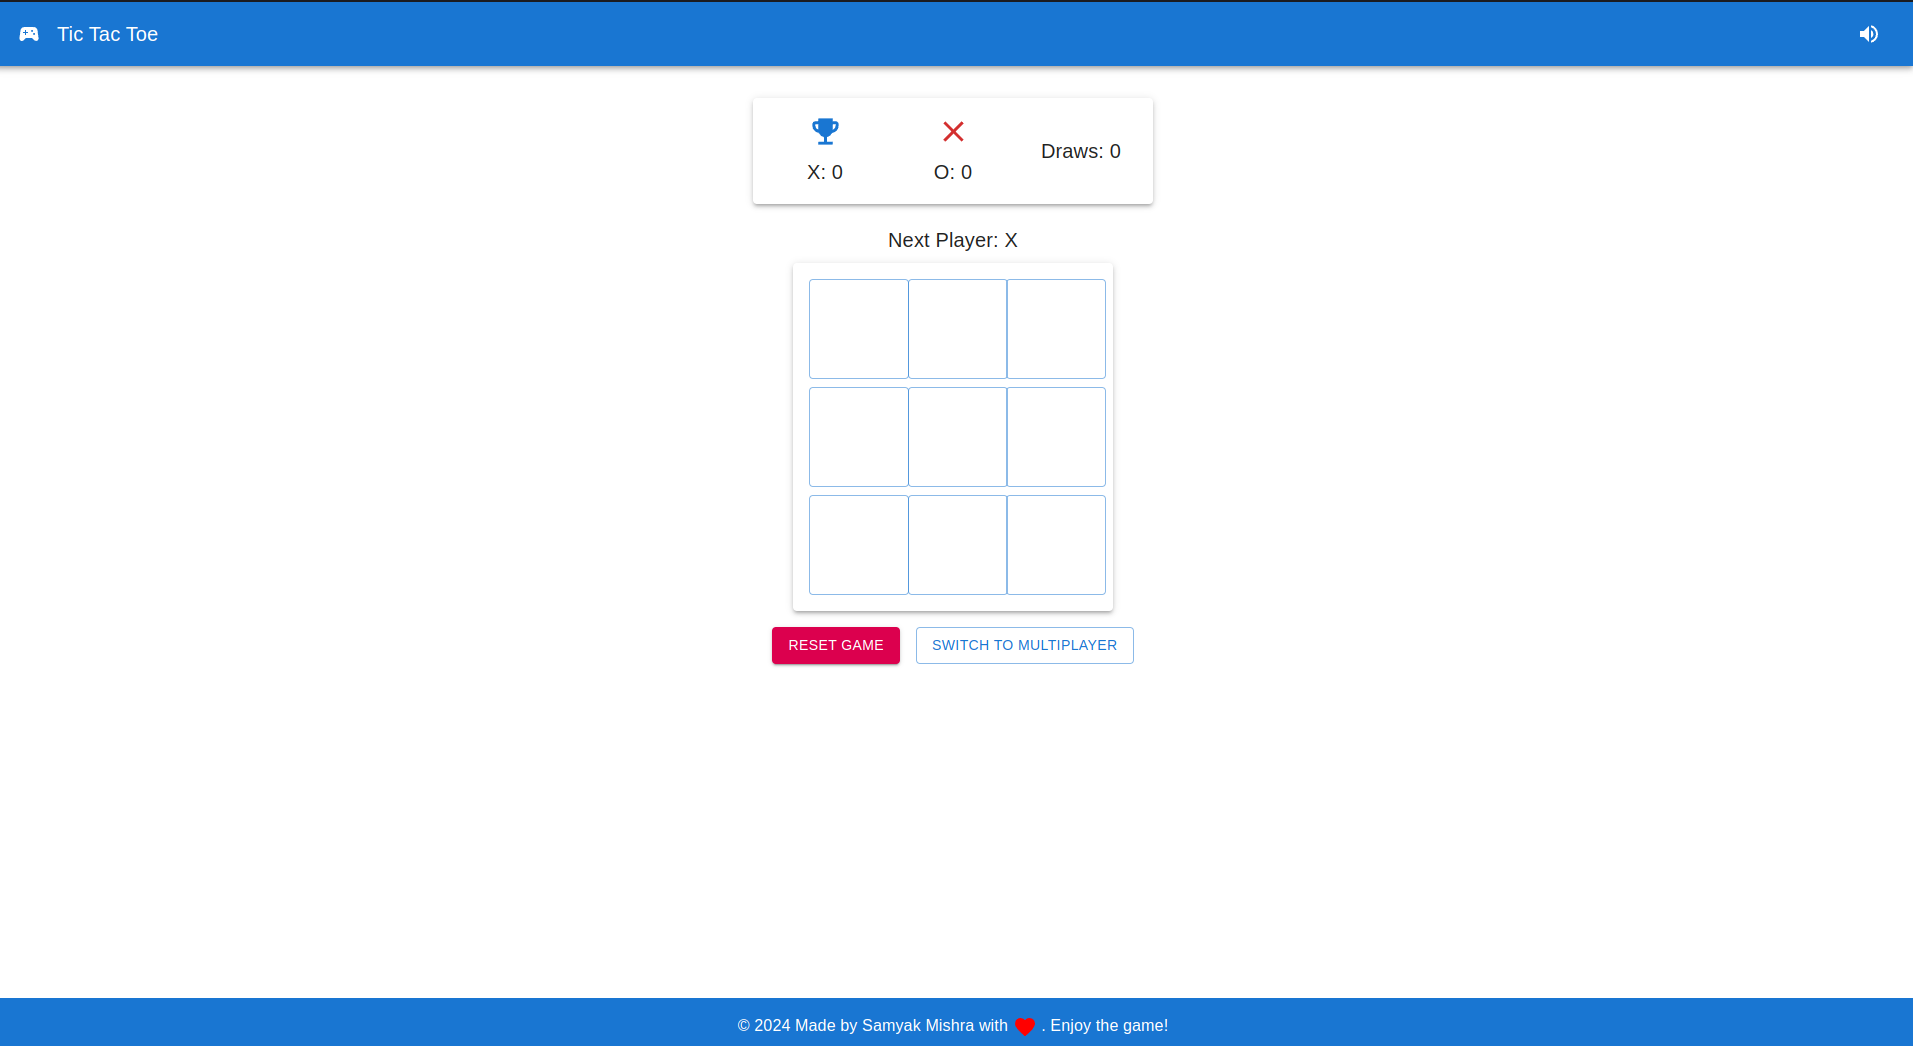 Tic Tac Toe
X: 0
O: 0
Draws: 0
Next Player: X
RESET GAME
SWITCH TO MULTIPLAYER
© 2024 Made by Samyak Mishra with . Enjoy the game!